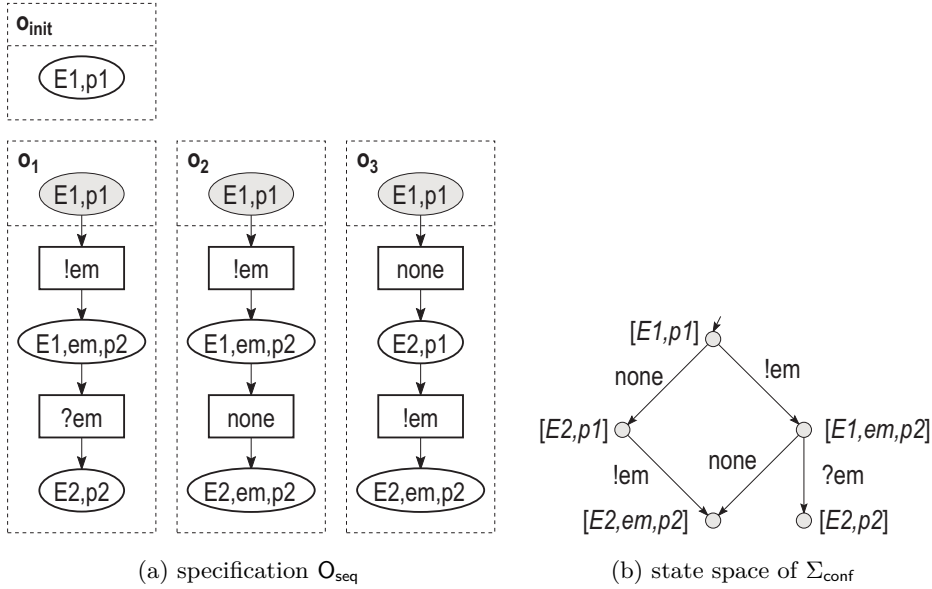 o_init
E1,p1
o_1
o_2
o_3
E1,p1
E1,p1
E1,p1
!em
!em
none
E1,em,p2
E1,em,p2
E2,p1
?em
none
!em
E2,p2
E2,em,p2
E2,em,p2
[E1,p1]
none
!em
[E2,p1]
[E1,em,p2]
!em
none
?em
[E2,em,p2]
[E2,p2]
(a) specification O_seq
(b) state space of Σ_conf